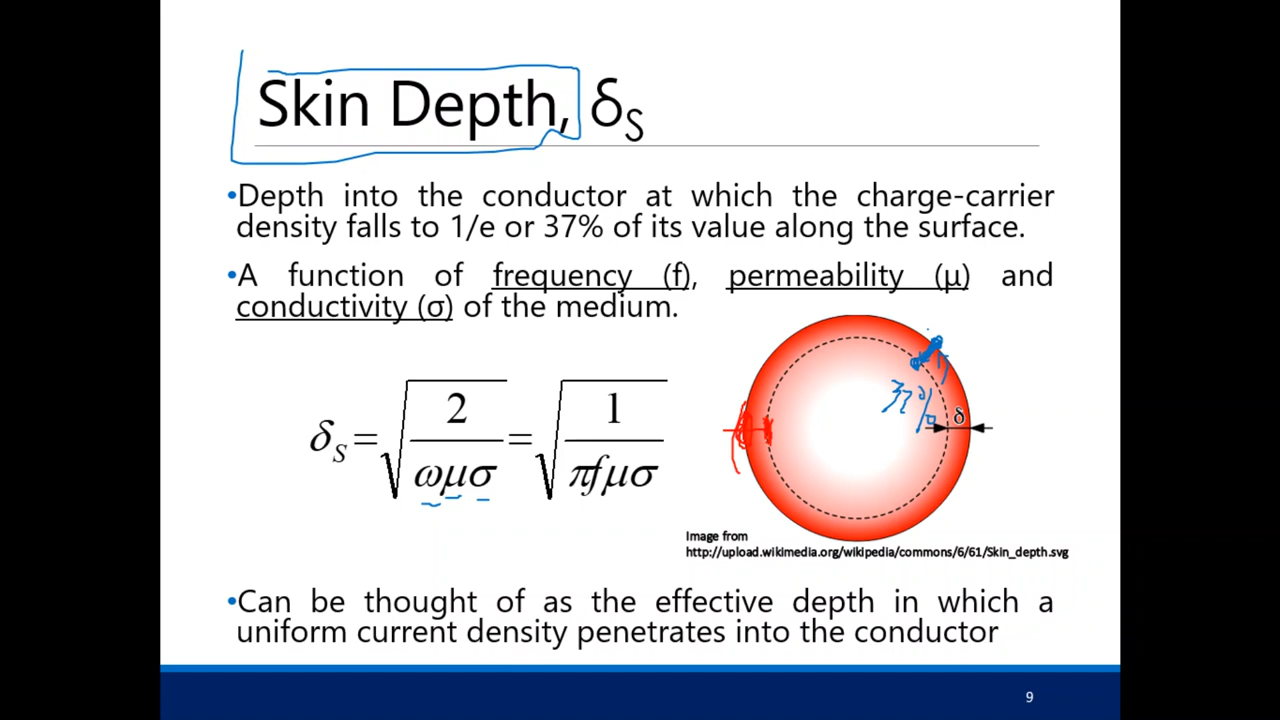 Skin Depth, δS
•Depth into the conductor at which the charge-carrier
density falls to 1/e or 37% of its value along the surface.
•A function of frequency (f), permeability (μ) and
conductivity (σ) of the medium.
37%
δ
δS = √(2/ωμσ) = √(1/πfμσ)
Image from
http://upload.wikimedia.org/wikipedia/commons/6/61/Skin_depth.svg
•Can be thought of as the effective depth in which a
uniform current density penetrates into the conductor
9